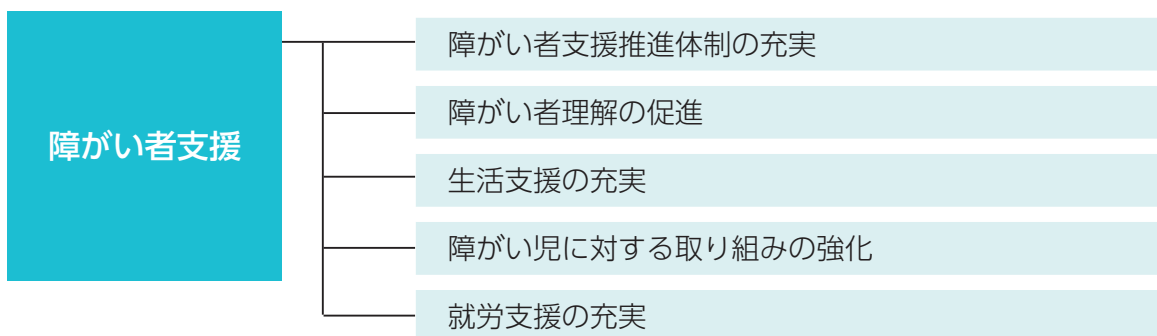 障がい者支援
障がい者支援推進体制の充実
障がい者理解の促進
生活支援の充実
障がい児に対する取り組みの強化
就労支援の充実